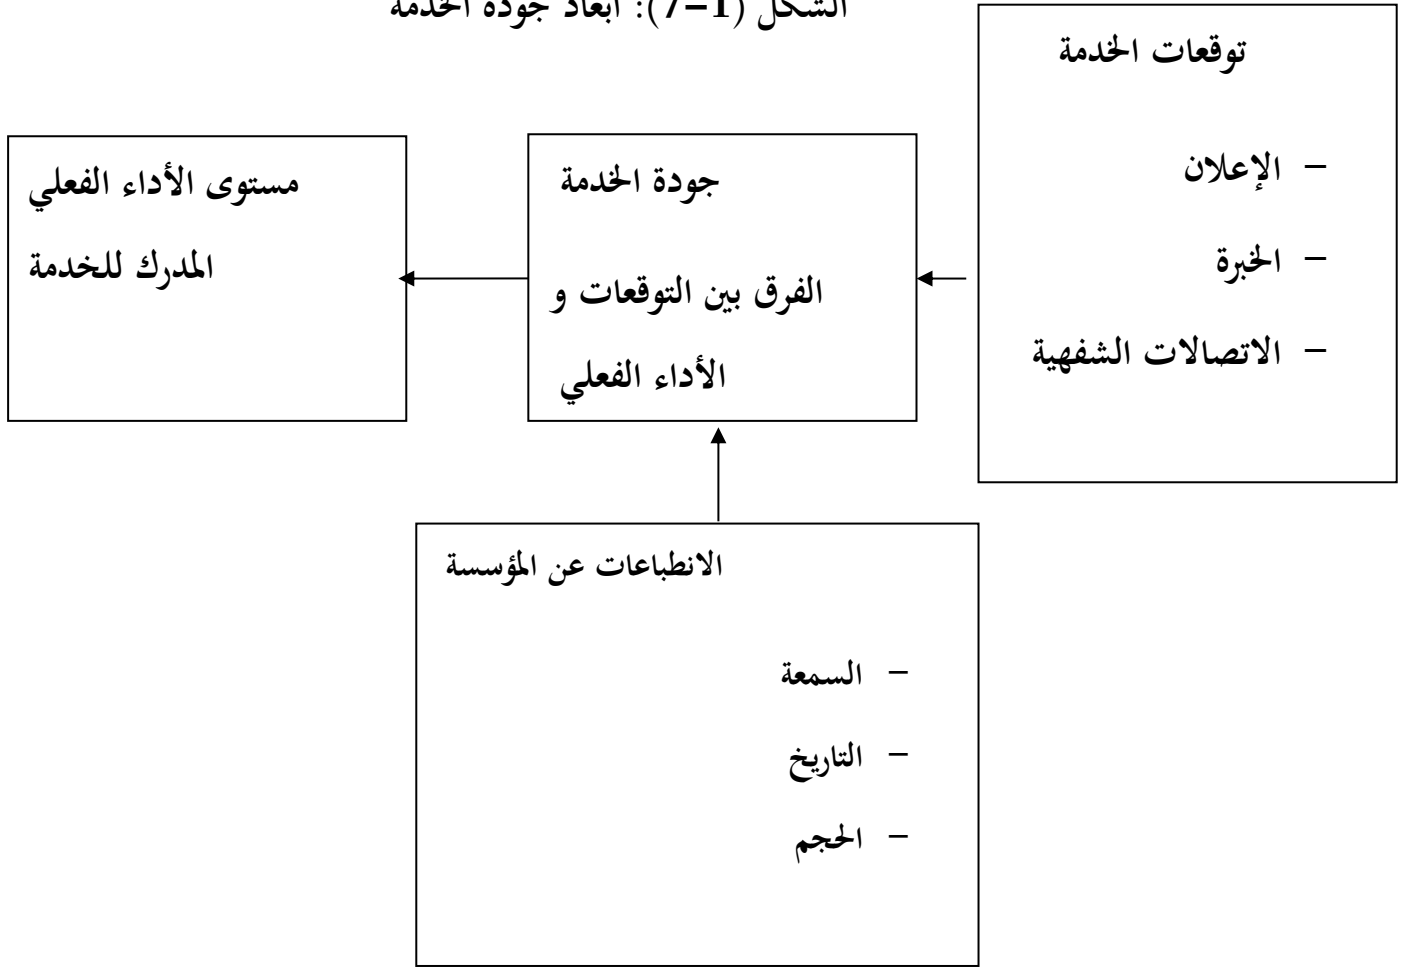 الشكل (1–7): أبعاد جودة الخدمة
توقعات الخدمة
– الإعلان
– الخبرة
– الاتصالات الشفهية
جودة الخدمة
الفرق بين التوقعات و
الأداء الفعلي
مستوى الأداء الفعلي
المدرك للخدمة
الانطباعات عن المؤسسة
– السمعة
– التاريخ
– الحجم